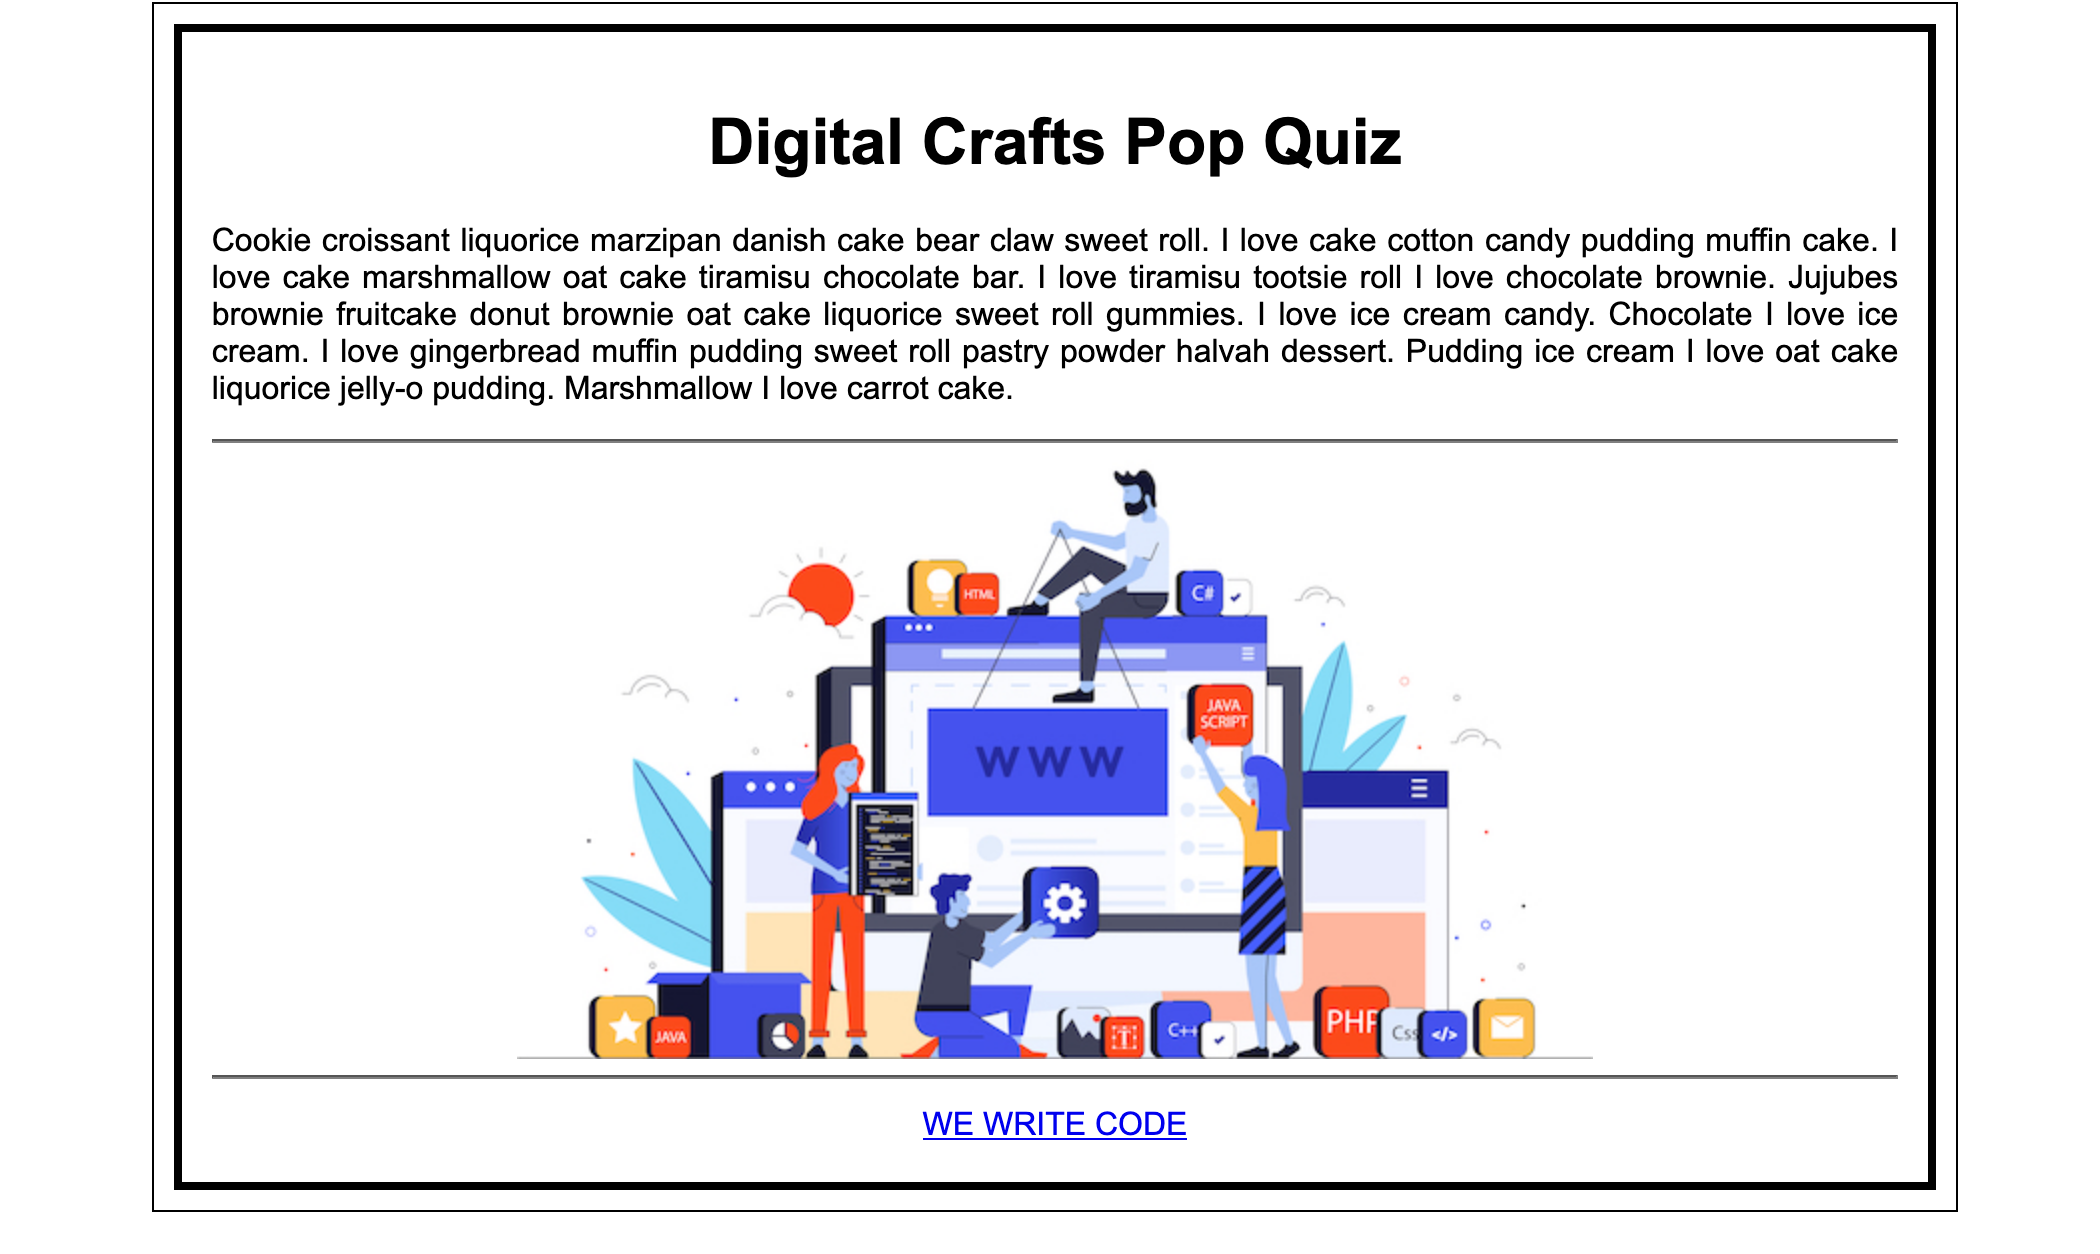 Digital Crafts Pop Quiz
Cookie croissant liquorice marzipan danish cake bear claw sweet roll. I love cake cotton candy pudding muffin cake. I
love cake marshmallow oat cake tiramisu chocolate bar. I love tiramisu tootsie roll I love chocolate brownie. Jujubes
brownie fruitcake donut brownie oat cake liquorice sweet roll gummies. I love ice cream candy. Chocolate I love ice
cream. I love gingerbread muffin pudding sweet roll pastry powder halvah dessert. Pudding ice cream I love oat cake
liquorice jelly-o pudding. Marshmallow I love carrot cake.
HTML
C#
JAVA
SCRIPT
WWW
JAVA
T
C++
PHP
Css
</>
WE WRITE CODE